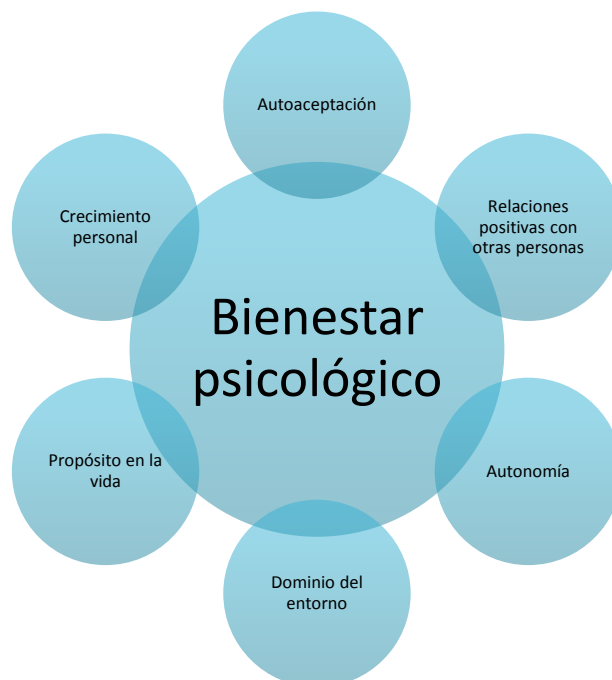 Autoaceptación
Relaciones
positivas con
otras personas
Autonomía
Dominio del
entorno
Propósito en la
vida
Crecimiento
personal
Bienestar
psicológico